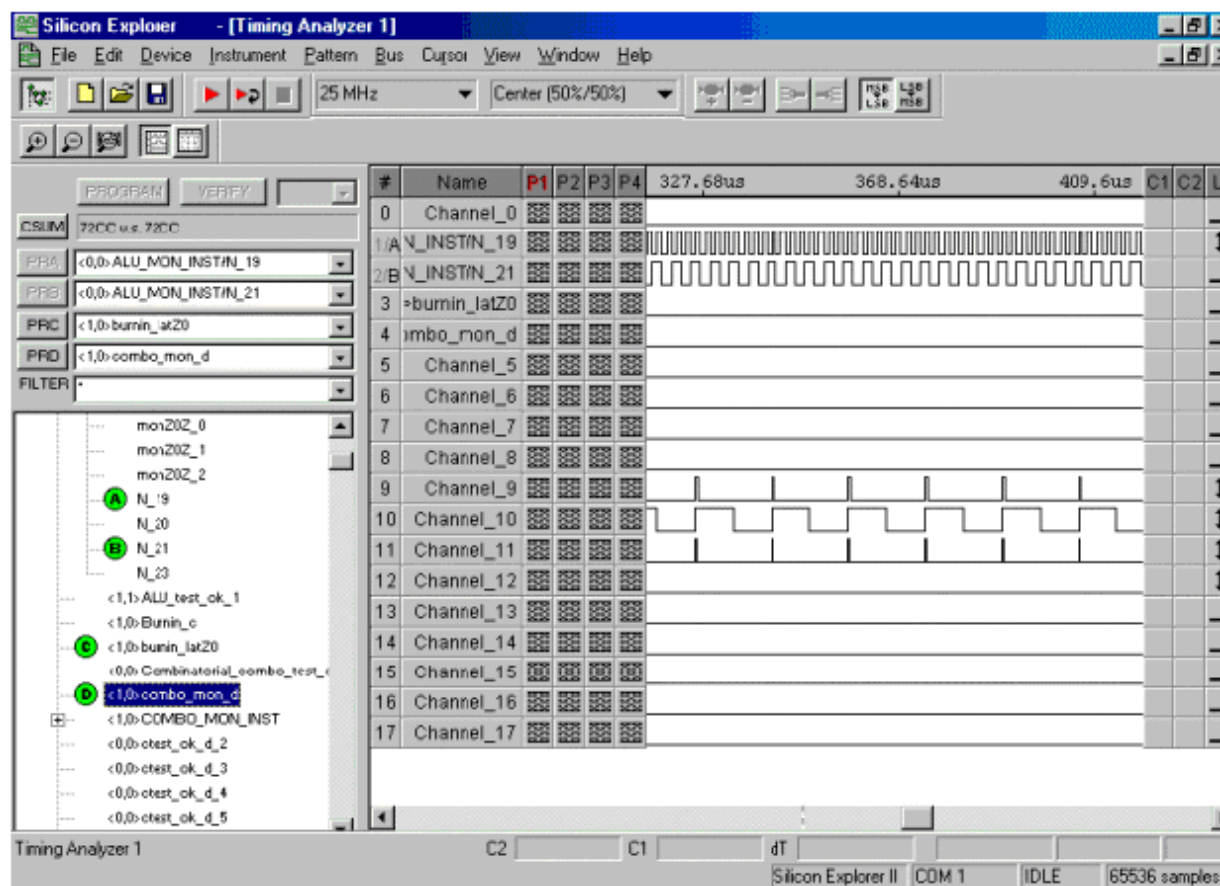 Silicon Explorer - [Timing Analyzer 1]
File Edit Device Instrument Pattern Bus Cursor View Window Help
25 MHz Center (50%/50%) MSB LSB LSB MSB
PROGRAM VERIFY
CSUM 72CC v.s. 72CC
PRA <0,0>ALU_MON_INST/N_19
PRB <0,0>ALU_MON_INST/N_21
PRC <1,0>burnin_latZ0
PRD <1,0>combo_mon_d
FILTER *
monZ0Z_0
monZ0Z_1
monZ0Z_2
A N_19
N_20
B N_21
N_23
<1,1>ALU_test_ok_1
<1,0>Burnin_c
C <1,0>burnin_latZ0
<0,0>Combinatorial_combo_test_
D <1,0>combo_mon_d
<1,0>COMBO_MON_INST
<0,0>ctest_ok_d_2
<0,0>ctest_ok_d_3
<0,0>ctest_ok_d_4
<0,0>ctest_ok_d_5
# Name P1 P2 P3 P4 327.68us 368.64us 409.6us C1 C2
0 Channel_0
1/A N_INST/N_19
2/B N_INST/N_21
3 burnin_latZ0
4 mbo_mon_d
5 Channel_5
6 Channel_6
7 Channel_7
8 Channel_8
9 Channel_9
10 Channel_10
11 Channel_11
12 Channel_12
13 Channel_13
14 Channel_14
15 Channel_15
16 Channel_16
17 Channel_17
Timing Analyzer 1 C2 C1 dT
Silicon Explorer II COM 1 IDLE 65536 samples